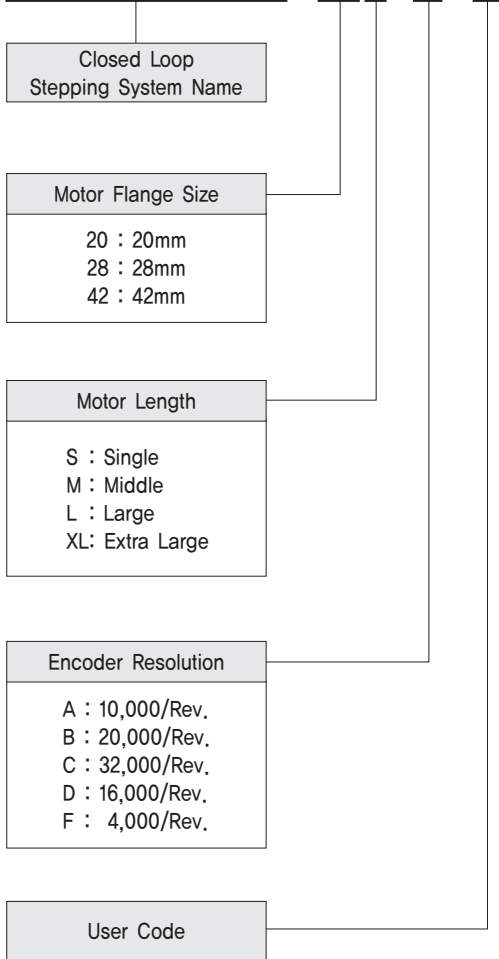 Closed Loop
Stepping System Name
Motor Flange Size
20 : 20mm
28 : 28mm
42 : 42mm
Motor Length
S : Single
M : Middle
L : Large
XL: Extra Large
Encoder Resolution
A : 10,000/Rev.
B : 20,000/Rev.
C : 32,000/Rev.
D : 16,000/Rev.
F : 4,000/Rev.
User Code